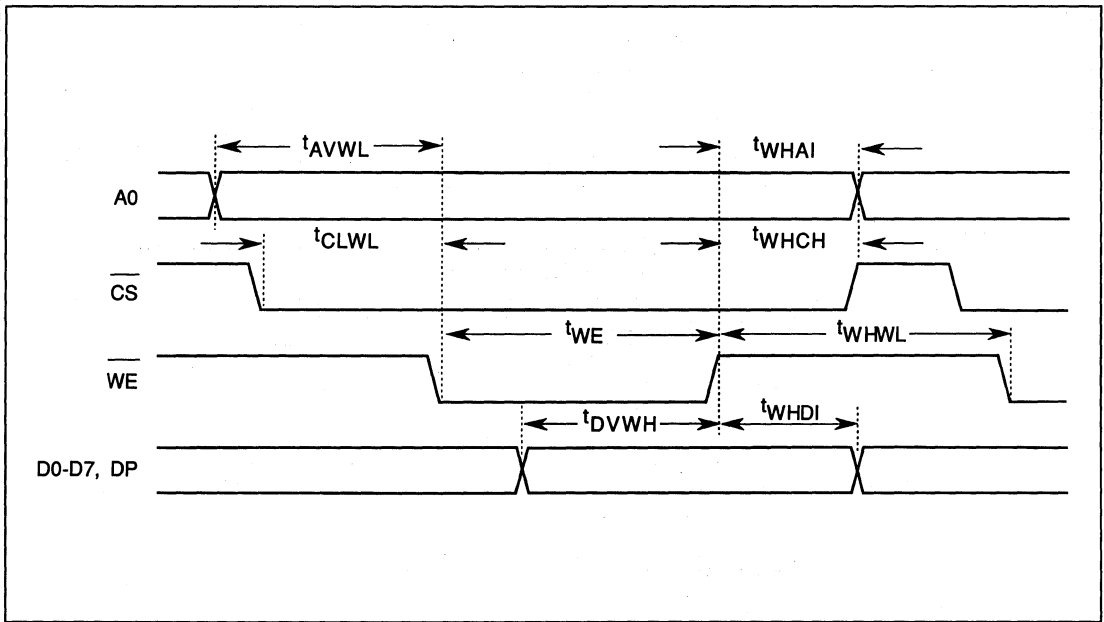 tAVWL tWHAI
A0
tCLWL tWHCH
CS
tWE tWHWL
WE
tDVWH tWHDI
D0-D7, DP